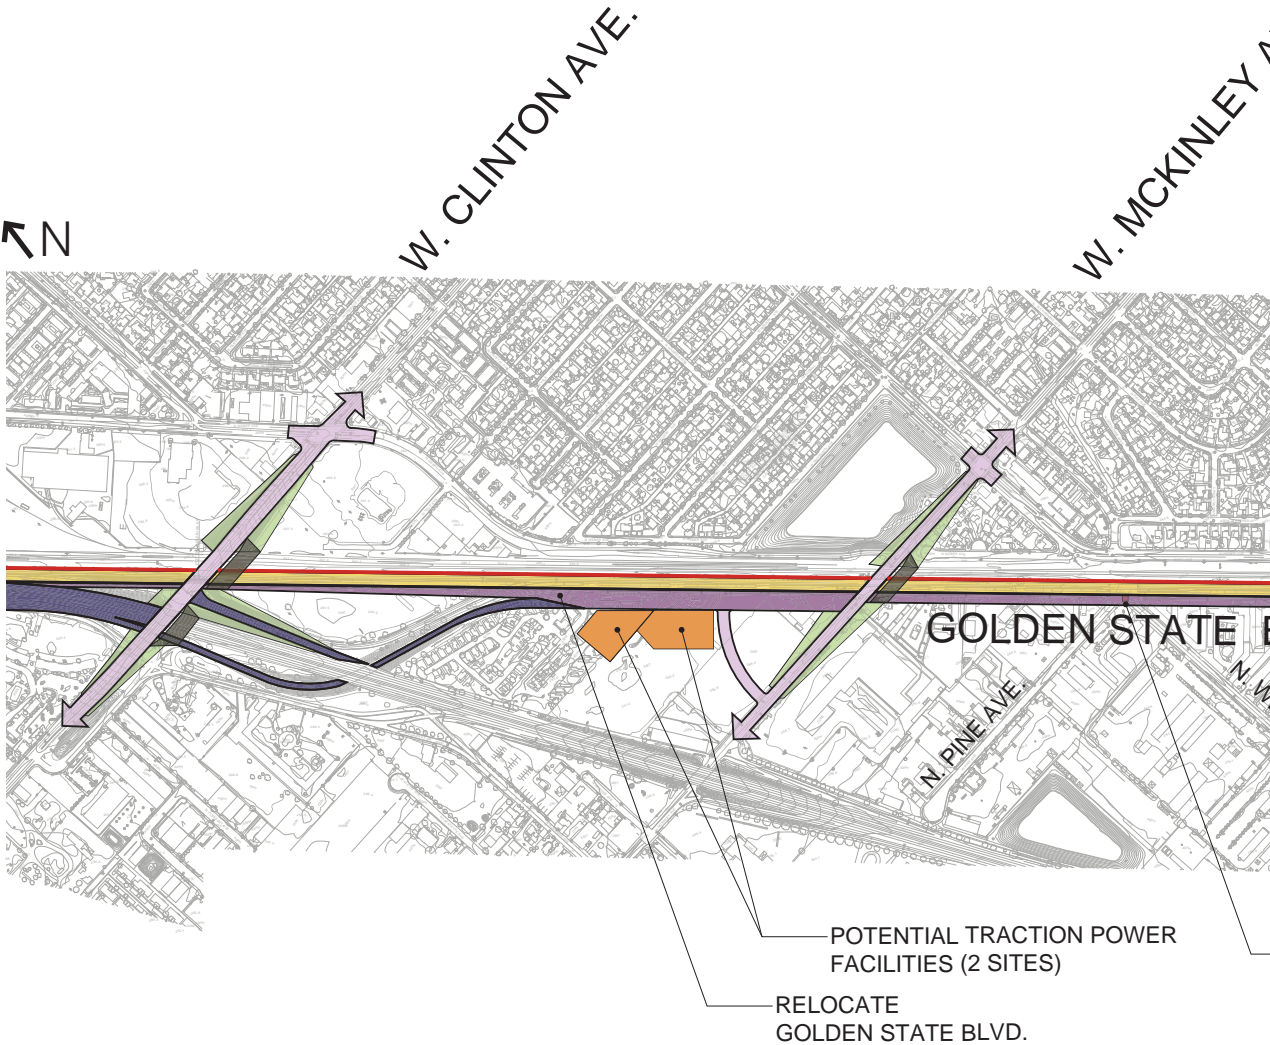 W. CLINTON AVE.
W. MCKINLEY
N
GOLDEN STATE
N. PINE AVE.
N.
POTENTIAL TRACTION POWER
FACILITIES (2 SITES)
RELOCATE
GOLDEN STATE BLVD.